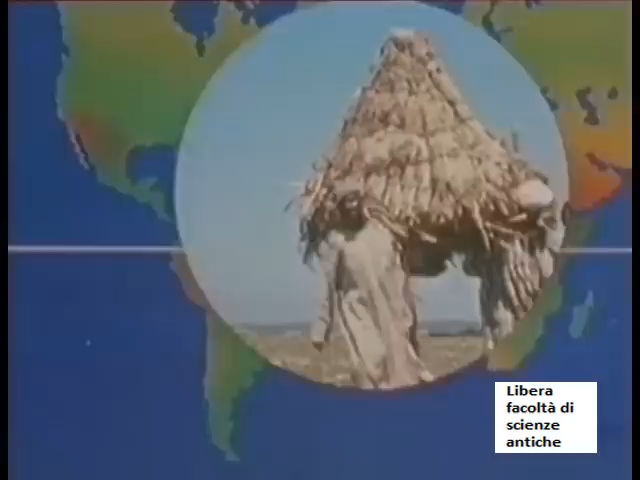 Libera
facoltà di
scienze
antiche